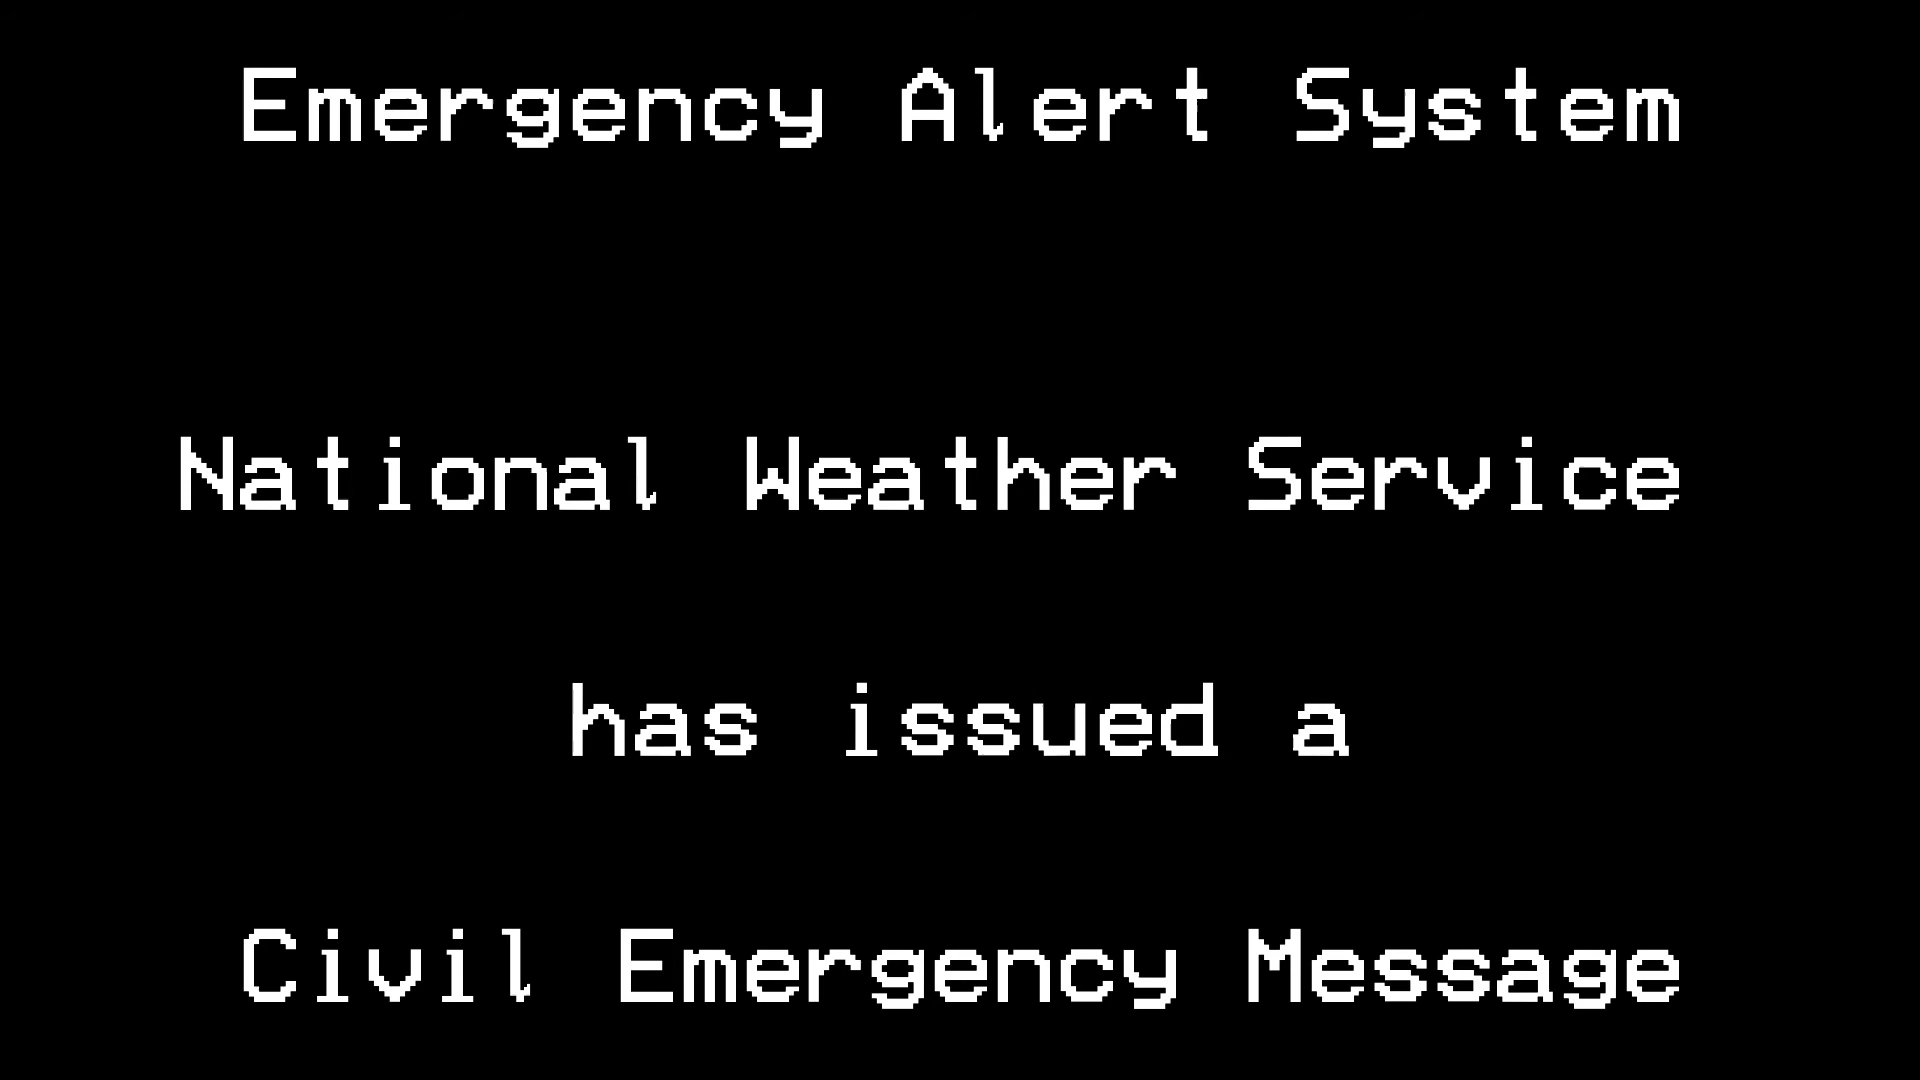 Emergency Alert System
National Weather Service
has issued a
Civil Emergency Message